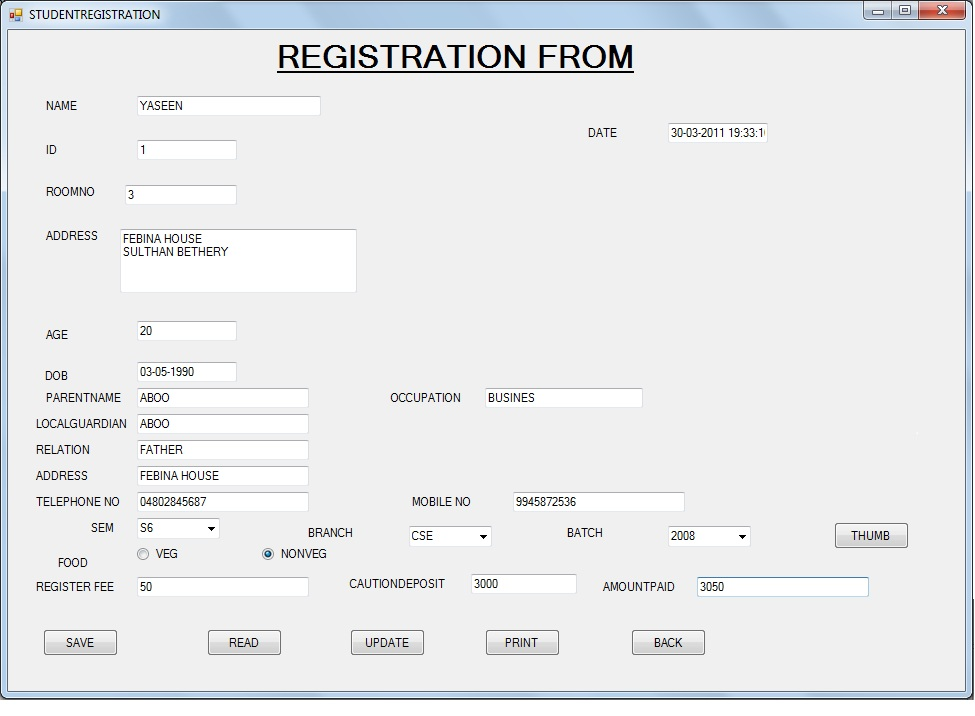 STUDENTREGISTRATION
REGISTRATION FROM
NAME YASEEN
DATE 30-03-2011 19:33:1
ID 1
ROOMNO 3
ADDRESS FEBINA HOUSE
SULTHAN BETHERY
AGE 20
DOB 03-05-1990
PARENTNAME ABOO OCCUPATION BUSINES
LOCALGUARDIAN ABOO
RELATION FATHER
ADDRESS FEBINA HOUSE
TELEPHONE NO 04802845687 MOBILE NO 9945872536
SEM S6 BRANCH CSE BATCH 2008 THUMB
FOOD VEG NONVEG
REGISTER FEE 50 CAUTIONDEPOSIT 3000 AMOUNTPAID 3050
SAVE READ UPDATE PRINT BACK